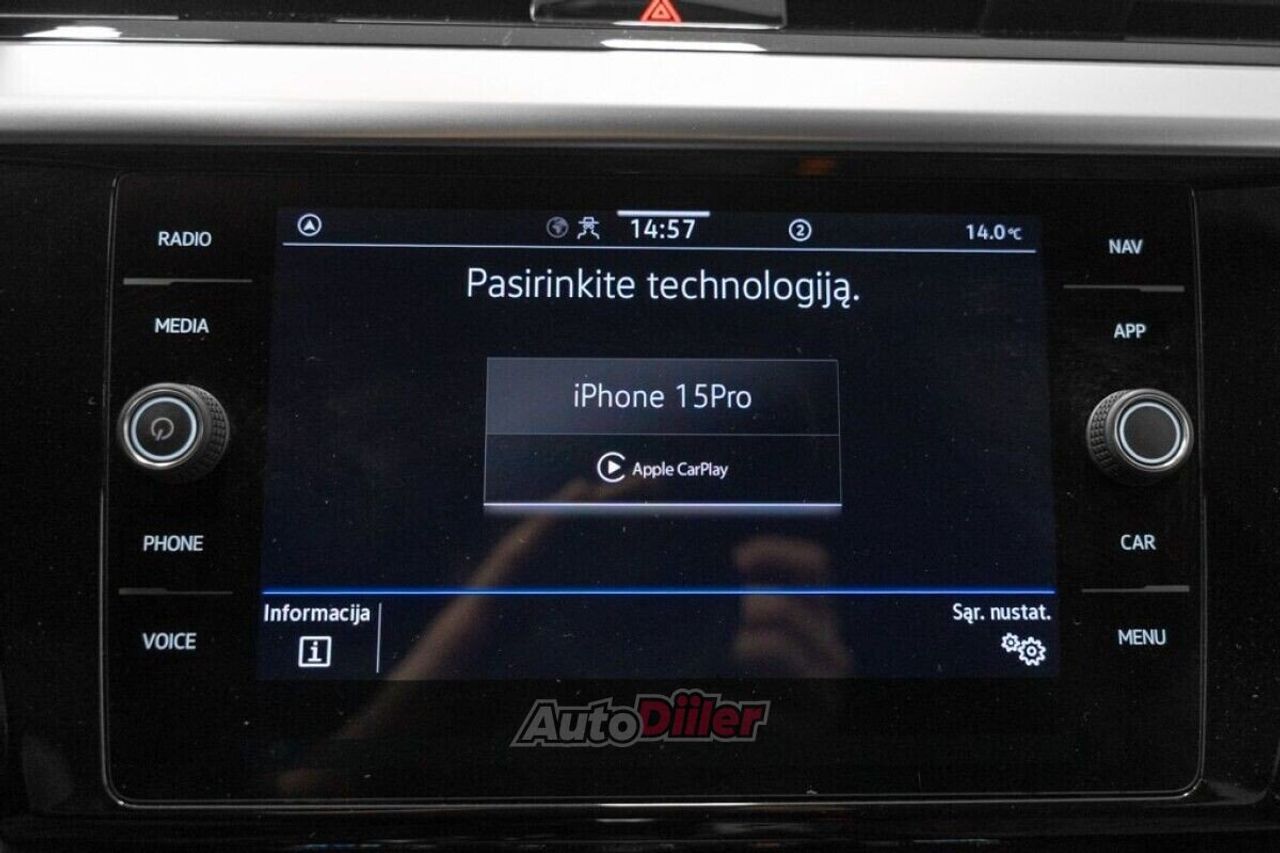 14:57
2
14.0°C
RADIO
NAV
Pasirinkite technologiją.
MEDIA
APP
iPhone 15Pro
Apple CarPlay
PHONE
CAR
Informacija
Sąr. nustat.
VOICE
MENU
AutoDiiler